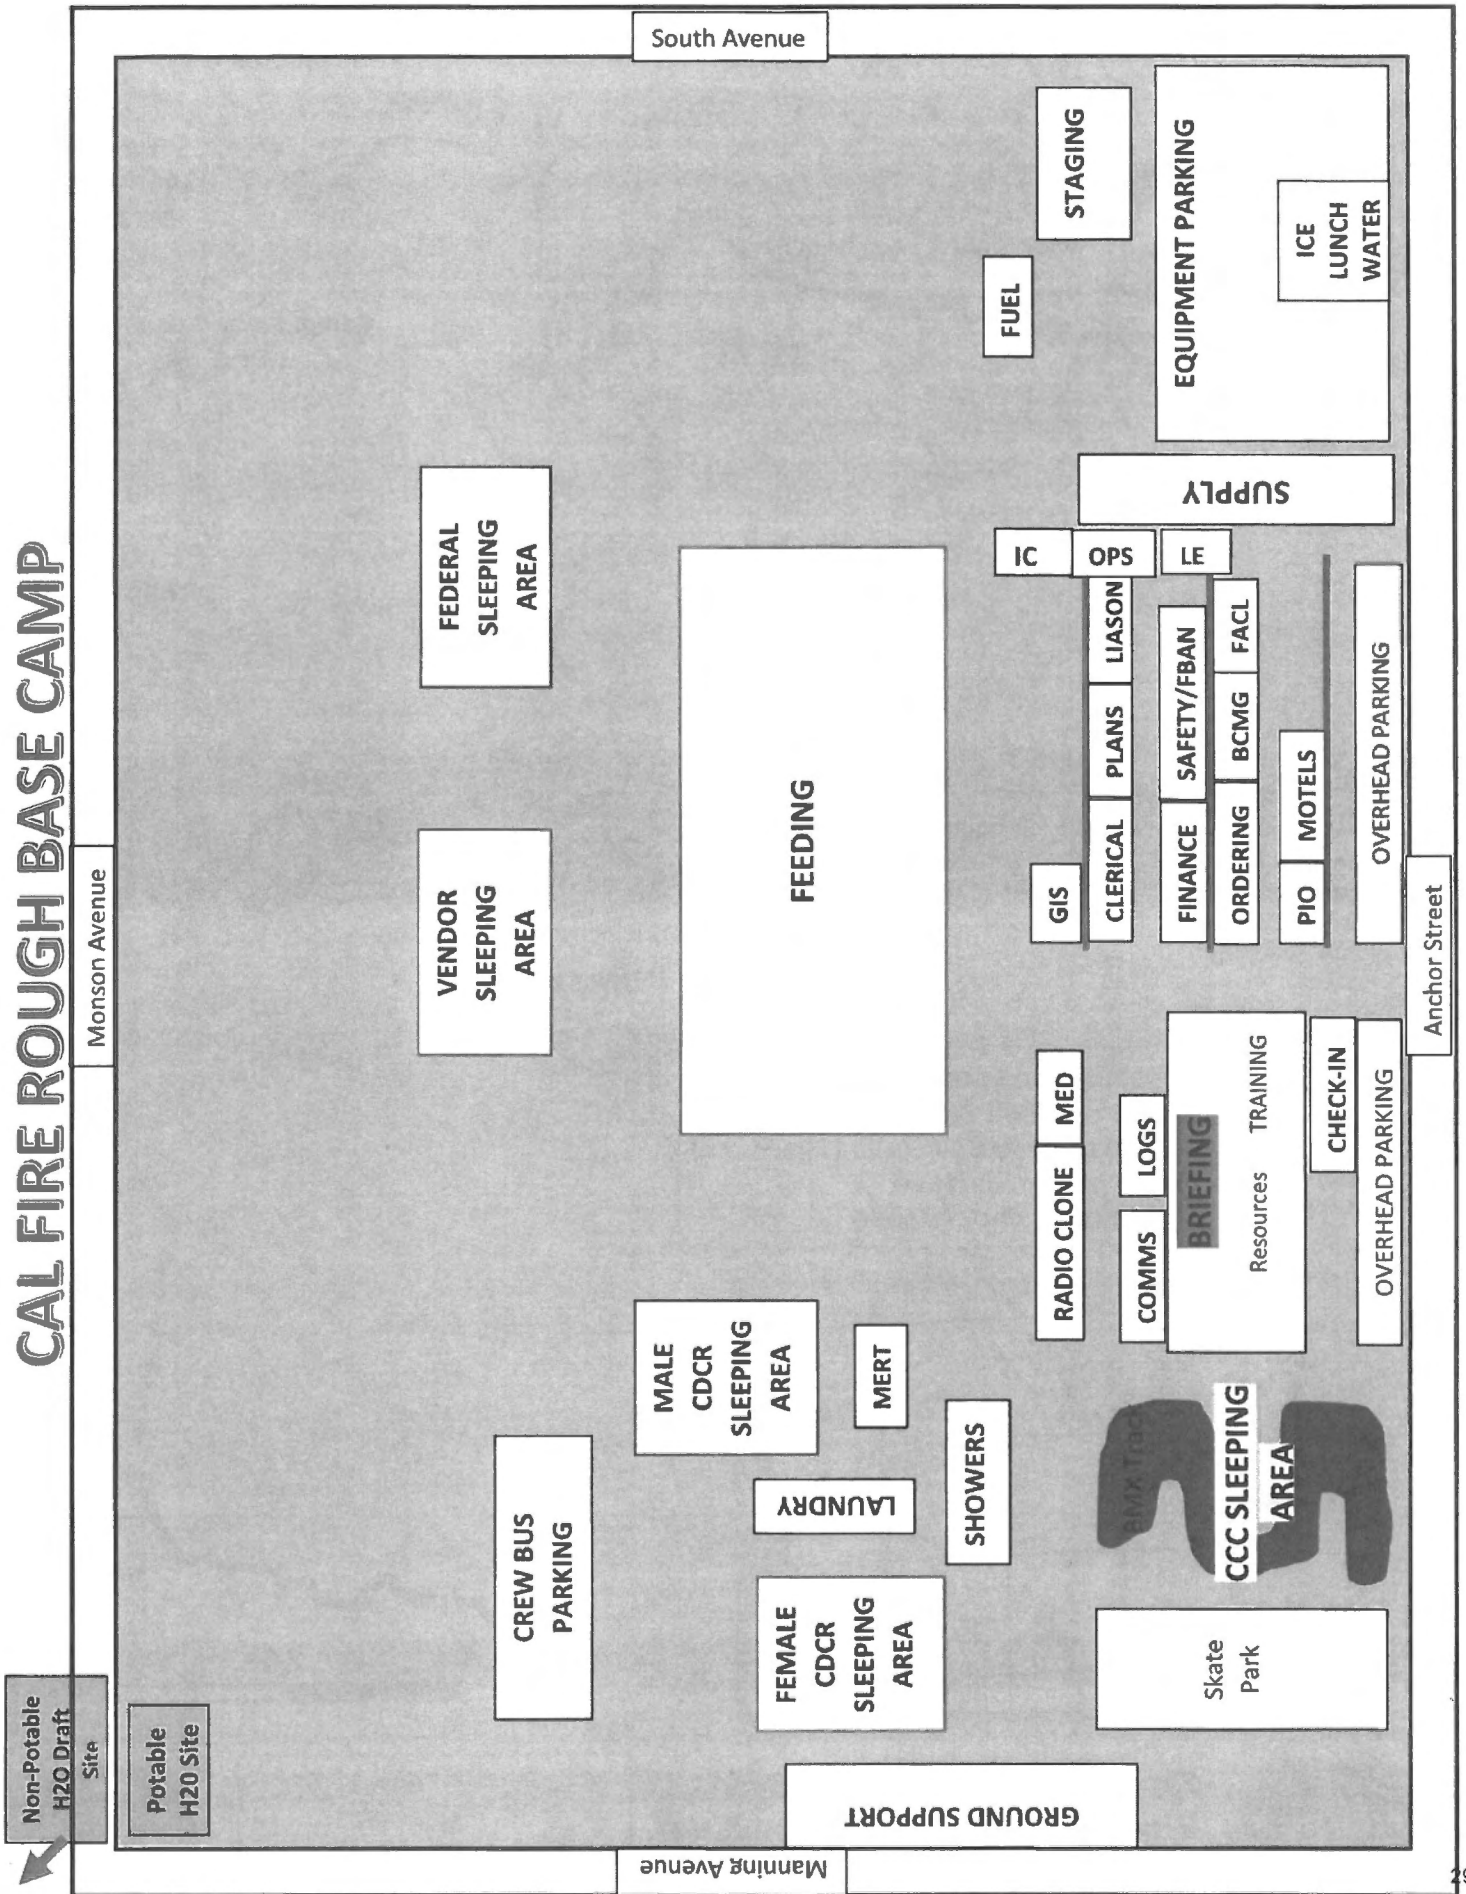 CAL FIRE ROUGH BASE CAMP
Non-Potable
H2O Draft
Site
Monson Avenue
Potable
H20 Site
Manning Avenue
South Avenue
Anchor Street
CREW BUS
PARKING
VENDOR
SLEEPING
AREA
FEDERAL
SLEEPING
AREA
MALE
CDCR
SLEEPING
AREA
FEEDING
FEMALE
CDCR
SLEEPING
AREA
LAUNDRY
MERT
SHOWERS
GROUND SUPPORT
FUEL
STAGING
RADIO CLONE
MED
GIS
IC
COMMS
LOGS
CLERICAL
PLANS
LIASON
OPS
BRIEFING
Resources
TRAINING
FINANCE
SAFETY/FBAN
LE
ORDERING
BCMG
FACL
SUPPLY
EQUIPMENT PARKING
ICE
LUNCH
WATER
Skate
Park
BMX Track
CCC SLEEPING
AREA
CHECK-IN
PIO
MOTELS
OVERHEAD PARKING
OVERHEAD PARKING